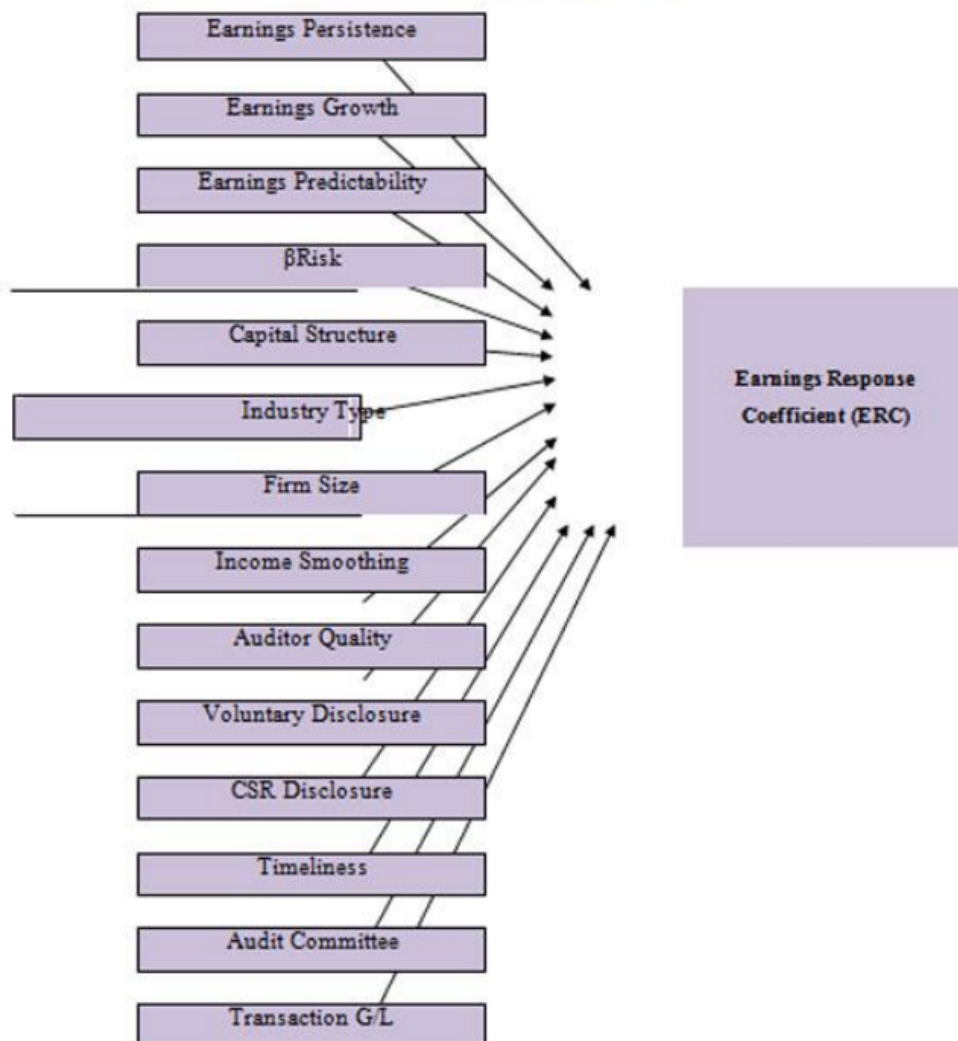 Earnings Persistence
Earnings Growth
Earnings Predictability
βRisk
Capital Structure
Industry Type
Firm Size
Income Smoothing
Auditor Quality
Voluntary Disclosure
CSR Disclosure
Timeliness
Audit Committee
Transaction G/L
Earnings Response
Coefficient (ERC)